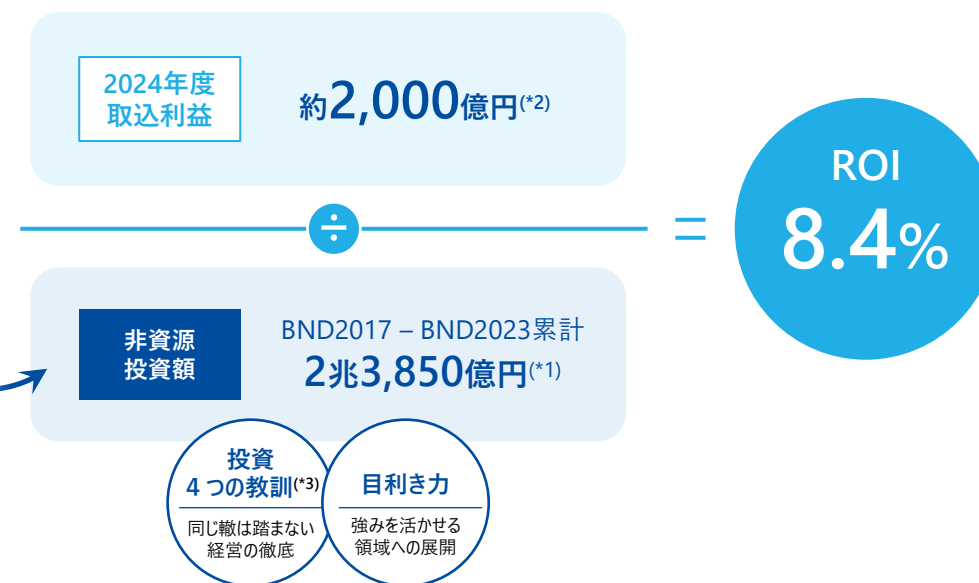 2024年度
取込利益
約2,000億円(*2)
÷
=
ROI
8.4%
非資源
投資額
BND2017 – BND2023累計
2兆3,850億円(*1)
投資
4つの教訓(*3)
同じ轍は踏まない
経営の徹底
目利き力
強みを活かせる
領域への展開